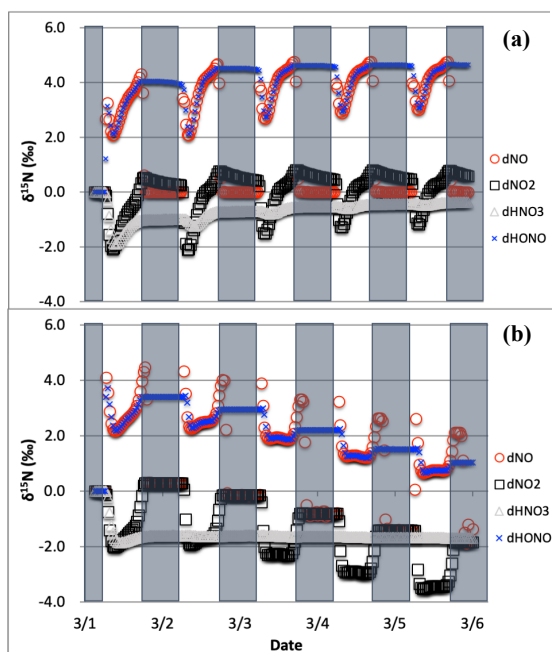 (a)
6.0
4.0
2.0
0.0
-2.0
-4.0
δ¹⁵N (‰)
dNO
dNO2
dHNO3
dHONO
(b)
6.0
4.0
2.0
0.0
-2.0
-4.0
δ¹⁵N (‰)
dNO
dNO2
dHNO3
dHONO
3/1 3/2 3/3 3/4 3/5 3/6
Date